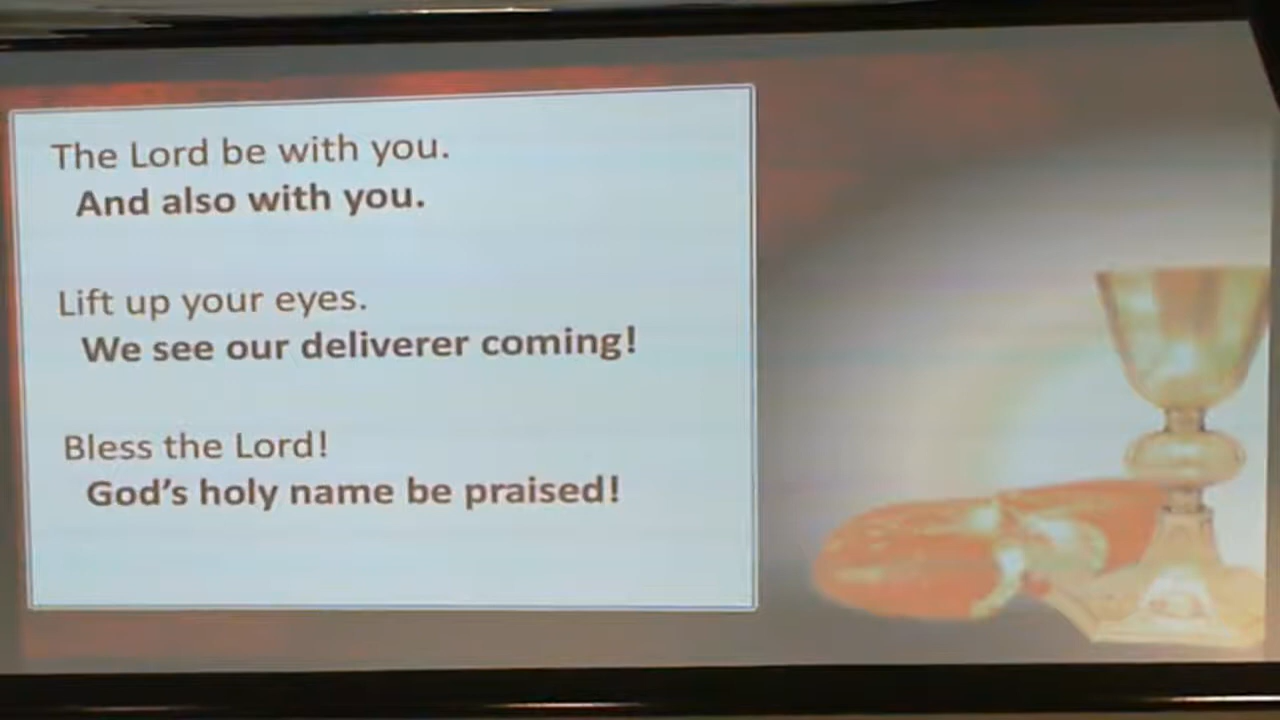 The Lord be with you.
And also with you.
Lift up your eyes.
We see our deliverer coming!
Bless the Lord!
God's holy name be praised!